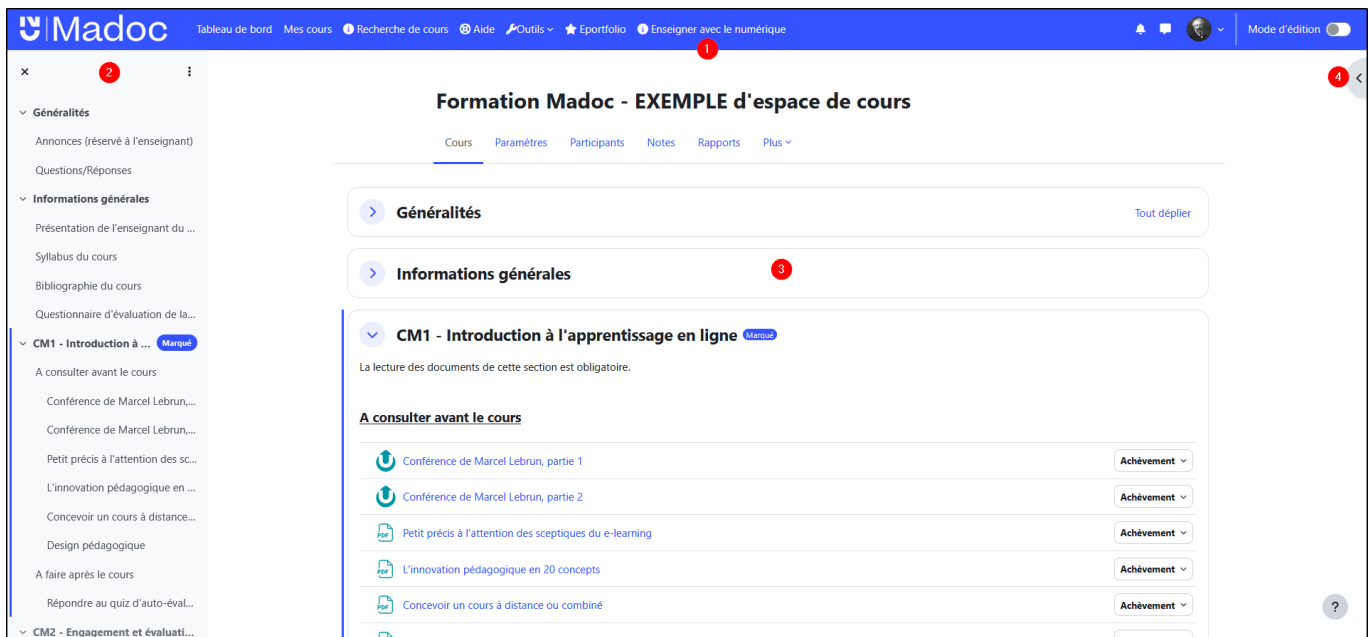 Madoc
Tableau de bord Mes cours Recherche de cours Aide Outils Eportfolio Enseigner avec le numérique Mode d'édition
1
2
4
Généralités
Annonces (réservé à l'enseignant)
Questions/Réponses
Informations générales
Présentation de l'enseignant du ...
Syllabus du cours
Bibliographie du cours
Questionnaire d'évaluation de la...
CM1 - Introduction à ... Marqué
A consulter avant le cours
Conférence de Marcel Lebrun,...
Conférence de Marcel Lebrun,...
Petit précis à l'attention des sc...
L'innovation pédagogique en ...
Concevoir un cours à distance...
Design pédagogique
A faire après le cours
Répondre au quiz d'auto-éval...
CM2 - Engagement et évaluati...
Formation Madoc - EXEMPLE d'espace de cours
Cours Paramètres Participants Notes Rapports Plus
Généralités Tout déplier
Informations générales 3
CM1 - Introduction à l'apprentissage en ligne Marqué
La lecture des documents de cette section est obligatoire.
A consulter avant le cours
Conférence de Marcel Lebrun, partie 1 Achèvement
Conférence de Marcel Lebrun, partie 2 Achèvement
PDF Petit précis à l'attention des sceptiques du e-learning Achèvement
PDF L'innovation pédagogique en 20 concepts Achèvement
PDF Concevoir un cours à distance ou combiné Achèvement
?